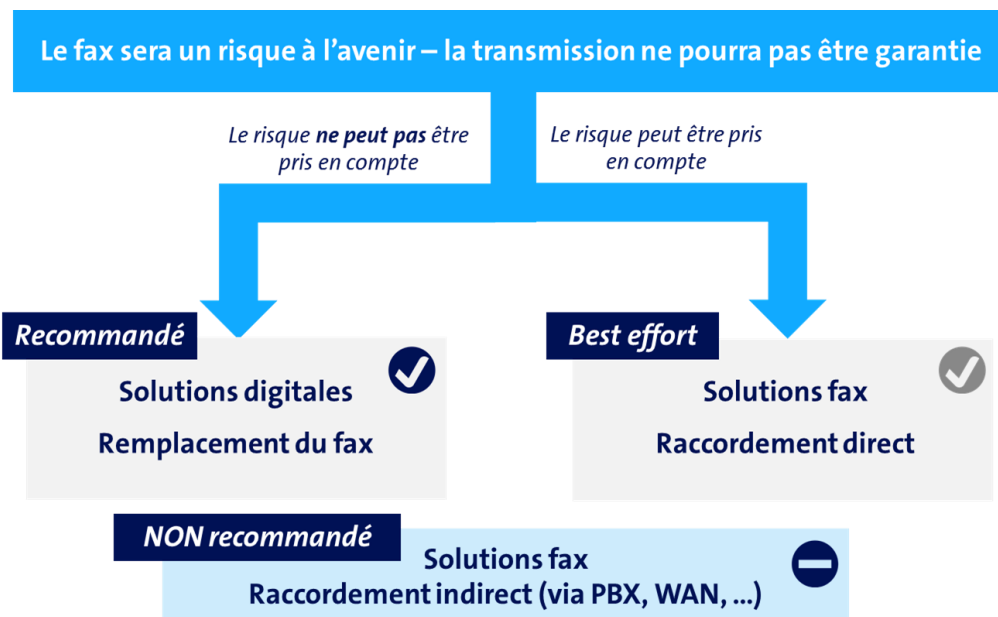 Le fax sera un risque à l’avenir – la transmission ne pourra pas être garantie
Le risque ne peut pas être
pris en compte
Le risque peut être pris
en compte
Recommandé
Solutions digitales
Remplacement du fax
Best effort
Solutions fax
Raccordement direct
NON recommandé
Solutions fax
Raccordement indirect (via PBX, WAN, ...)